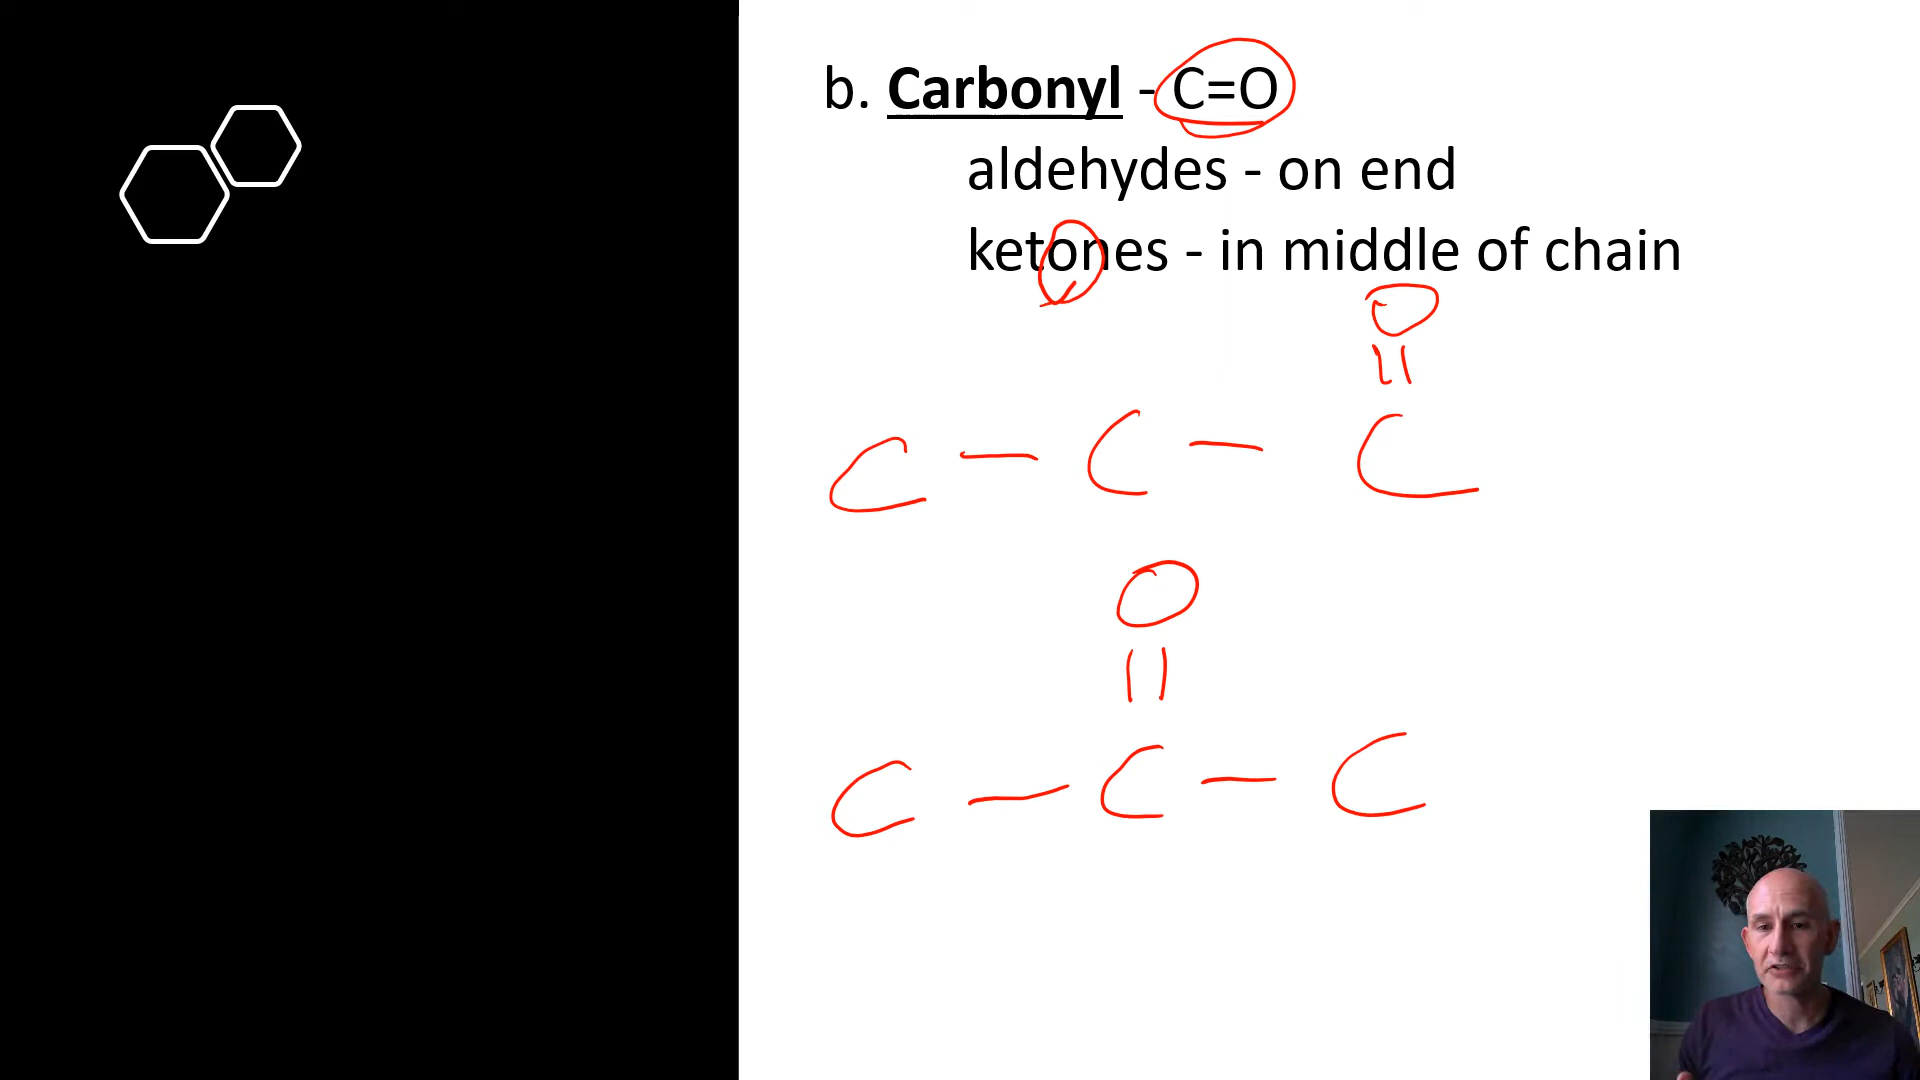 b. Carbonyl - C=O
aldehydes - on end
ketones - in middle of chain
O
||
C — C — C
O
||
C — C — C